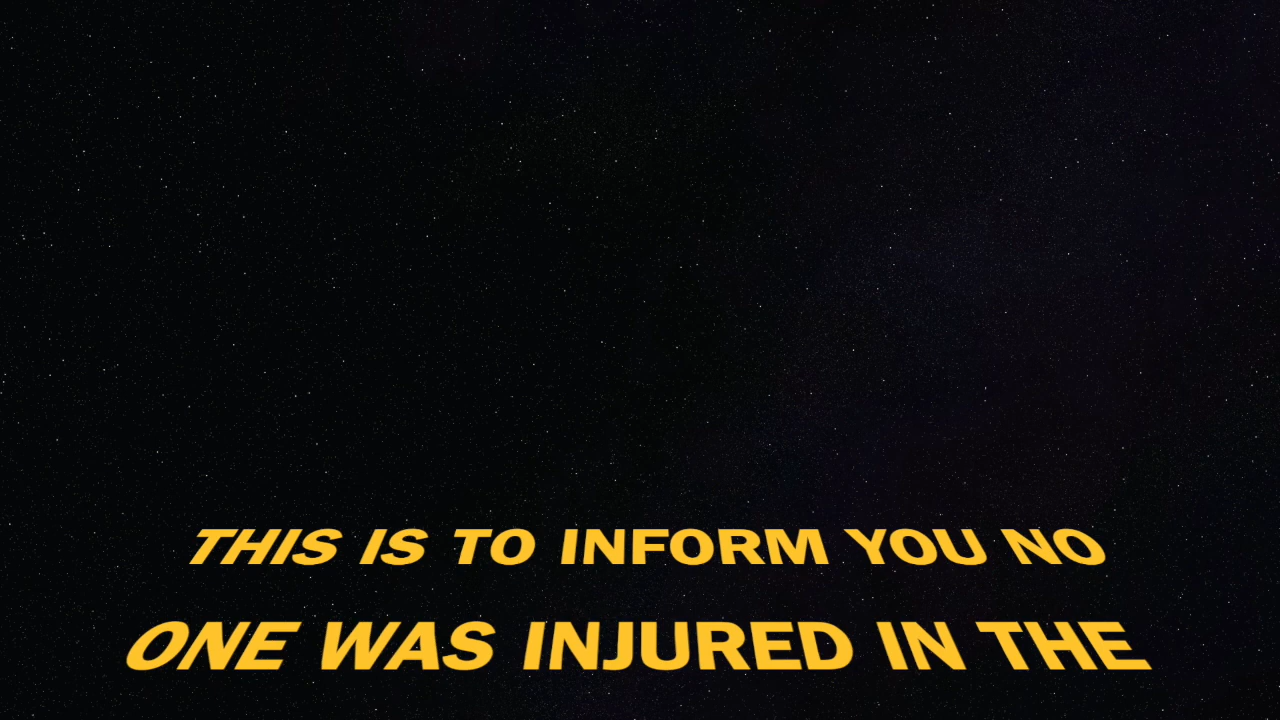 THIS IS TO INFORM YOU NO
ONE WAS INJURED IN THE